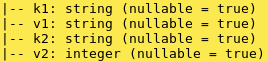 |-- k1: string (nullable = true)
|-- v1: string (nullable = true)
|-- k2: string (nullable = true)
|-- v2: integer (nullable = true)